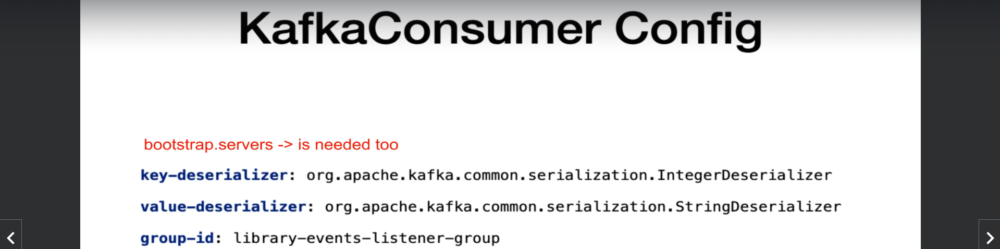 KafkaConsumer Config
bootstrap.servers -> is needed too
key-deserializer: org.apache.kafka.common.serialization.IntegerDeserializer
value-deserializer: org.apache.kafka.common.serialization.StringDeserializer
group-id: library-events-listener-group